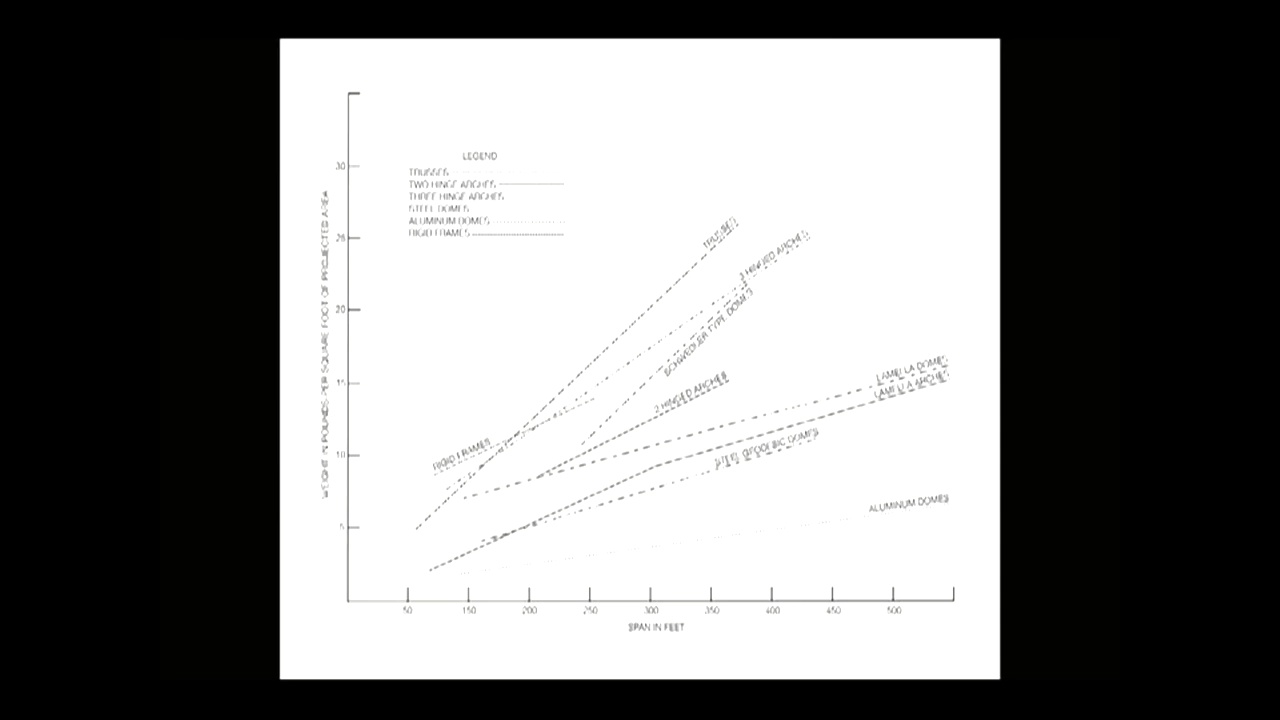 LEGEND
TRUSSES
TWO HINGE ARCHES
THREE HINGE ARCHES
STEEL DOMES
ALUMINUM DOMES
RIGID FRAMES
WEIGHT IN POUNDS PER SQUARE FOOT OF PROJECTED AREA
30
25
20
15
10
5
TRUSSES
3 HINGED ARCHES
SCHWEDLER TYPE DOMES
2 HINGED ARCHES
LAMELLA DOMES
LAMELLA ARCHES
RIGID FRAMES
STEEL GEODESIC DOMES
ALUMINUM DOMES
50 150 200 250 300 350 400 450 500
SPAN IN FEET